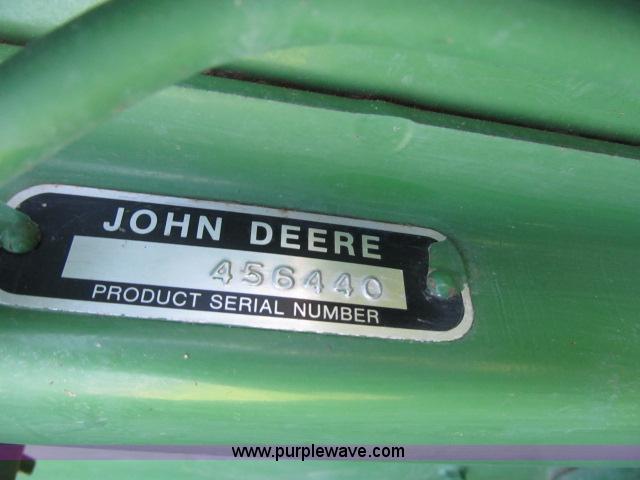 JOHN DEERE
456440
PRODUCT SERIAL NUMBER
www.purplewave.com